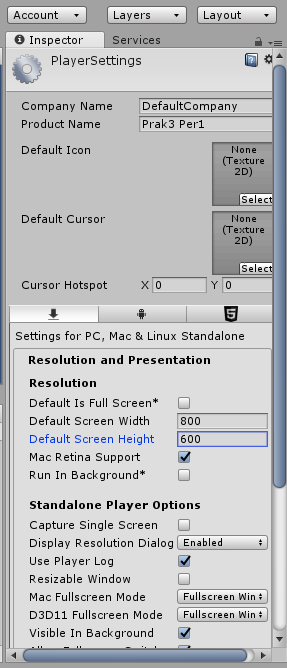 Account
Layers
Layout
Inspector
Services
PlayerSettings
Company Name DefaultCompany
Product Name Prak3 Per1
Default Icon
None
(Texture
2D)
Select
Default Cursor
None
(Texture
2D)
Select
Cursor Hotspot X 0 Y 0
Settings for PC, Mac & Linux Standalone
Resolution and Presentation
Resolution
Default Is Full Screen*
Default Screen Width 800
Default Screen Height 600
Mac Retina Support
Run In Background*
Standalone Player Options
Capture Single Screen
Display Resolution Dialog Enabled
Use Player Log
Resizable Window
Mac Fullscreen Mode Fullscreen Win
D3D11 Fullscreen Mode Fullscreen Win
Visible In Background